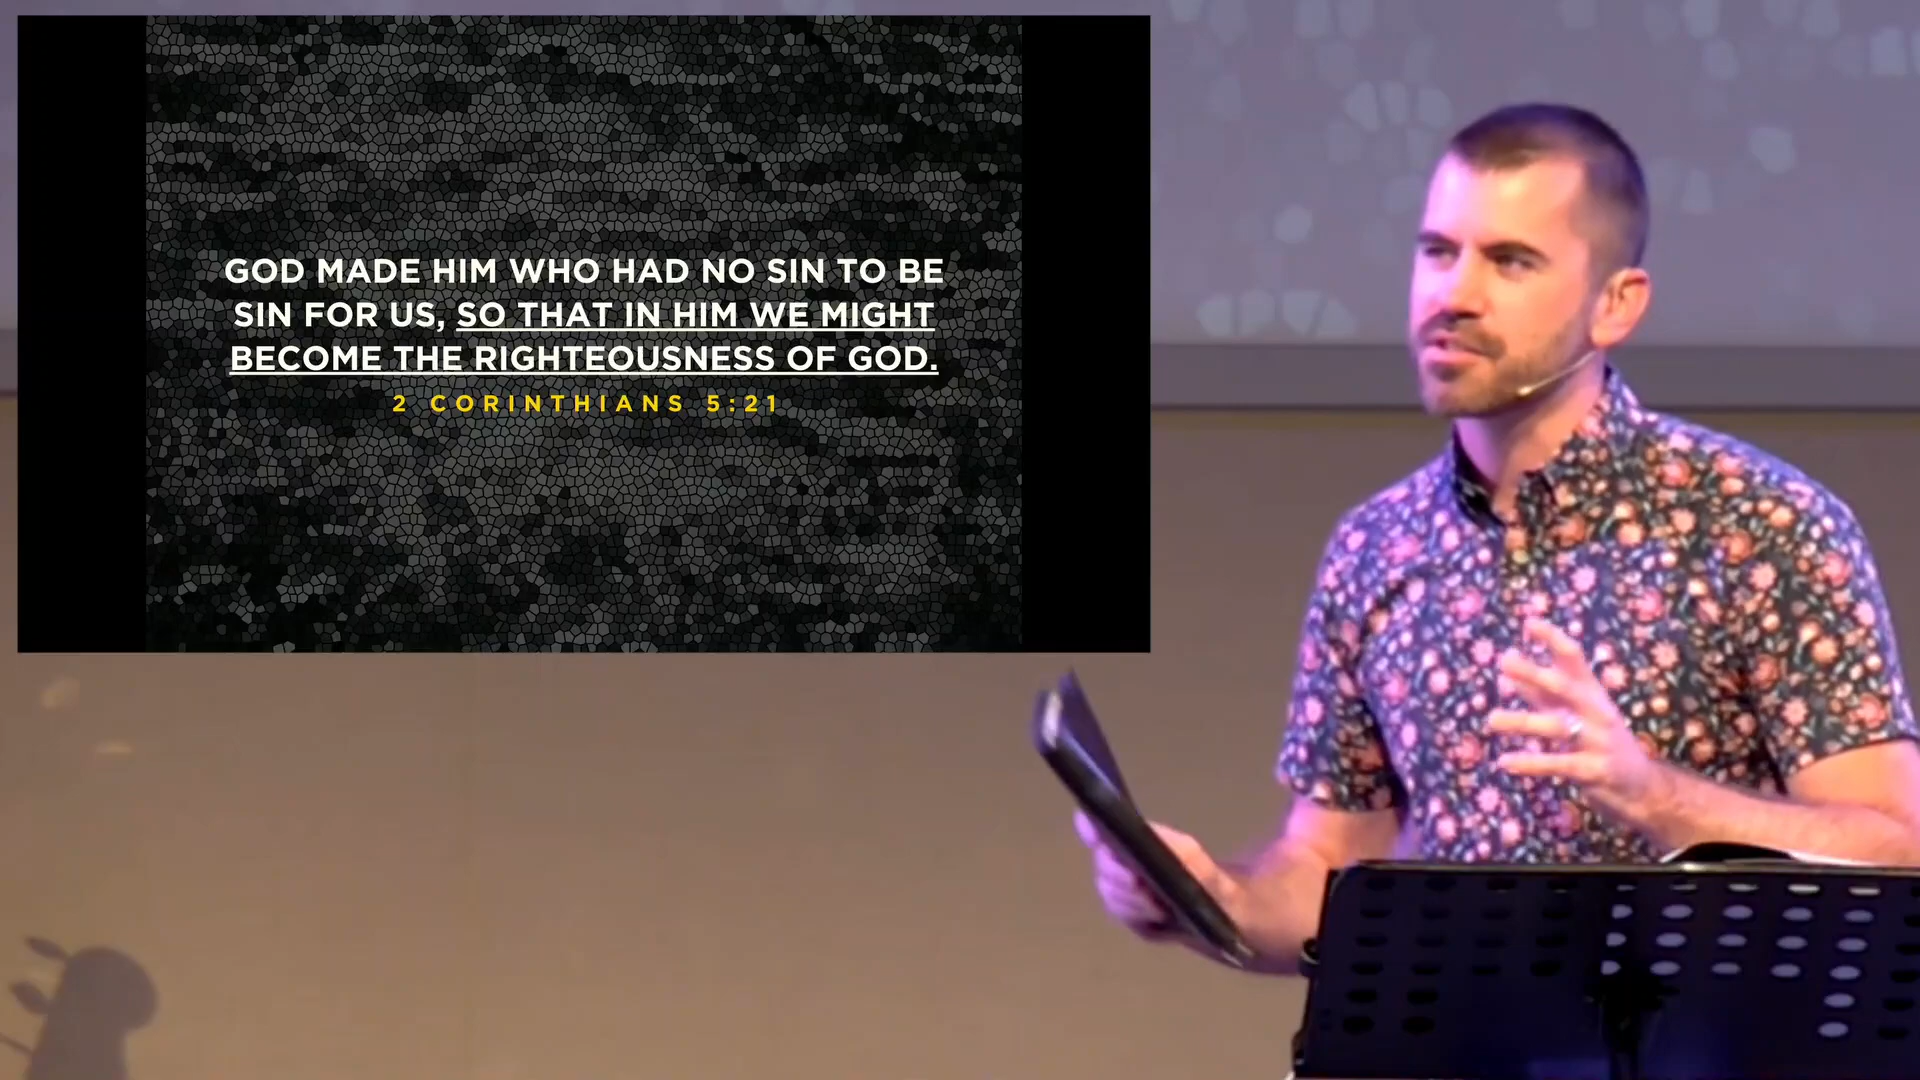 GOD MADE HIM WHO HAD NO SIN TO BE
SIN FOR US, SO THAT IN HIM WE MIGHT
BECOME THE RIGHTEOUSNESS OF GOD.
2 CORINTHIANS 5:21